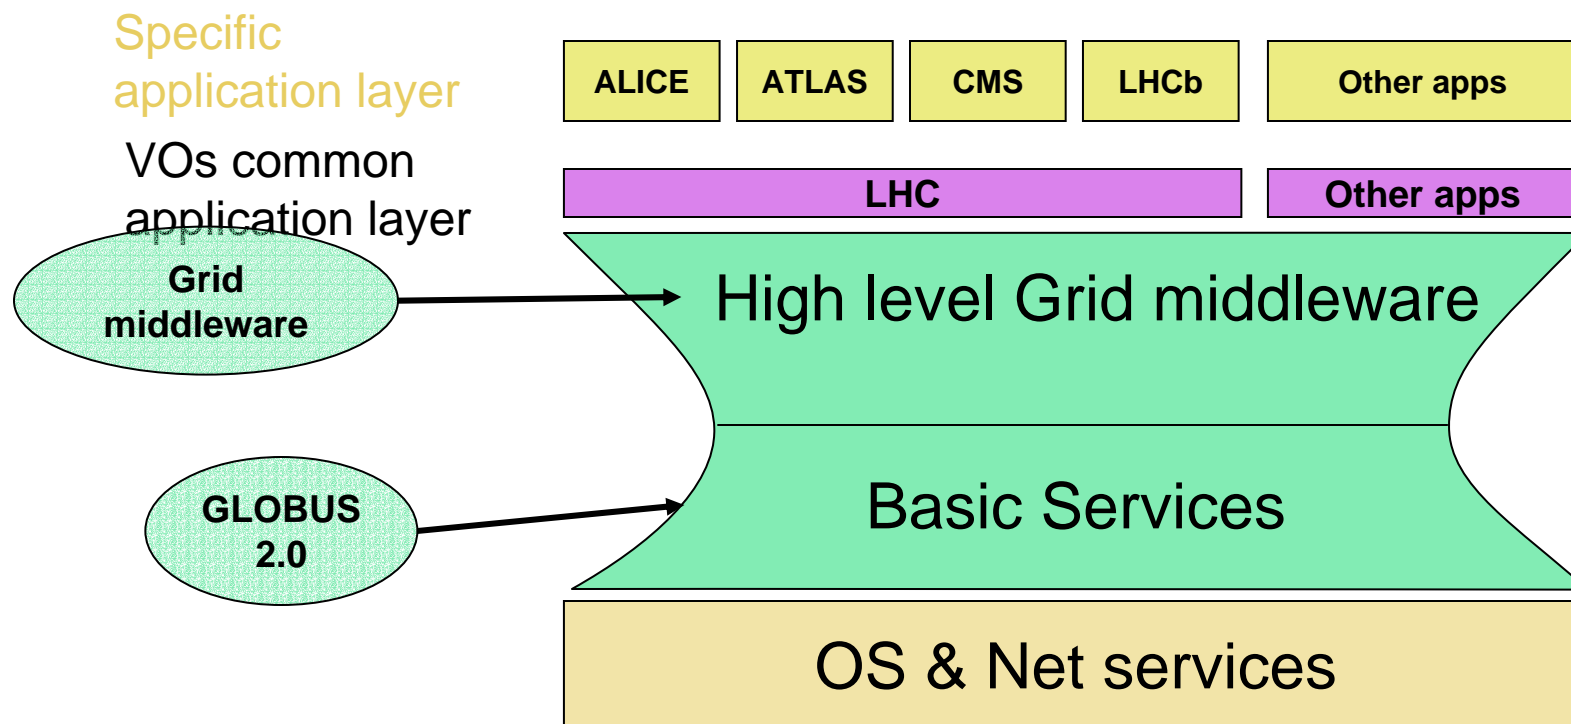 Specific
application layer
ALICE
ATLAS
CMS
LHCb
Other apps
VOs common
application layer
LHC
Other apps
Grid
middleware
High level Grid middleware
GLOBUS
2.0
Basic Services
OS & Net services